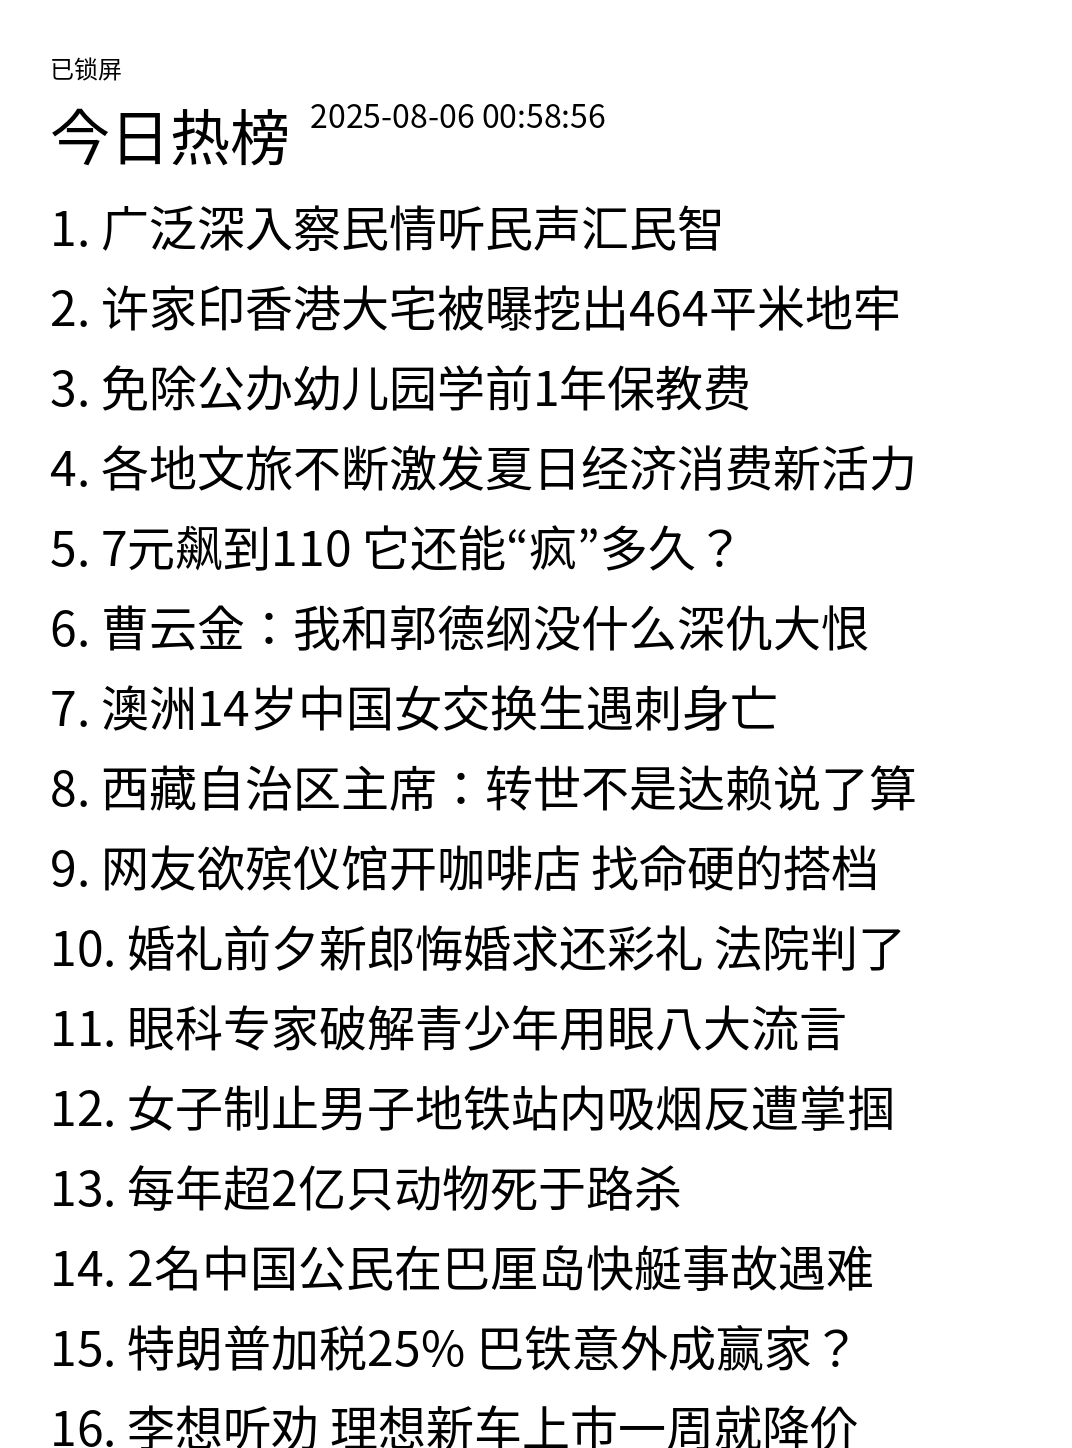 已锁屏
今日热榜 2025-08-06 00:58:56
1. 广泛深入察民情听民声汇民智
2. 许家印香港大宅被曝挖出464平米地牢
3. 免除公办幼儿园学前1年保教费
4. 各地文旅不断激发夏日经济消费新活力
5. 7元飙到110 它还能“疯”多久？
6. 曹云金：我和郭德纲没什么深仇大恨
7. 澳洲14岁中国女交换生遇刺身亡
8. 西藏自治区主席：转世不是达赖说了算
9. 网友欲殡仪馆开咖啡店 找命硬的搭档
10. 婚礼前夕新郎悔婚求还彩礼 法院判了
11. 眼科专家破解青少年用眼八大流言
12. 女子制止男子地铁站内吸烟反遭掌掴
13. 每年超2亿只动物死于路杀
14. 2名中国公民在巴厘岛快艇事故遇难
15. 特朗普加税25% 巴铁意外成赢家？
16. 李想听劝 理想新车上市一周就降价